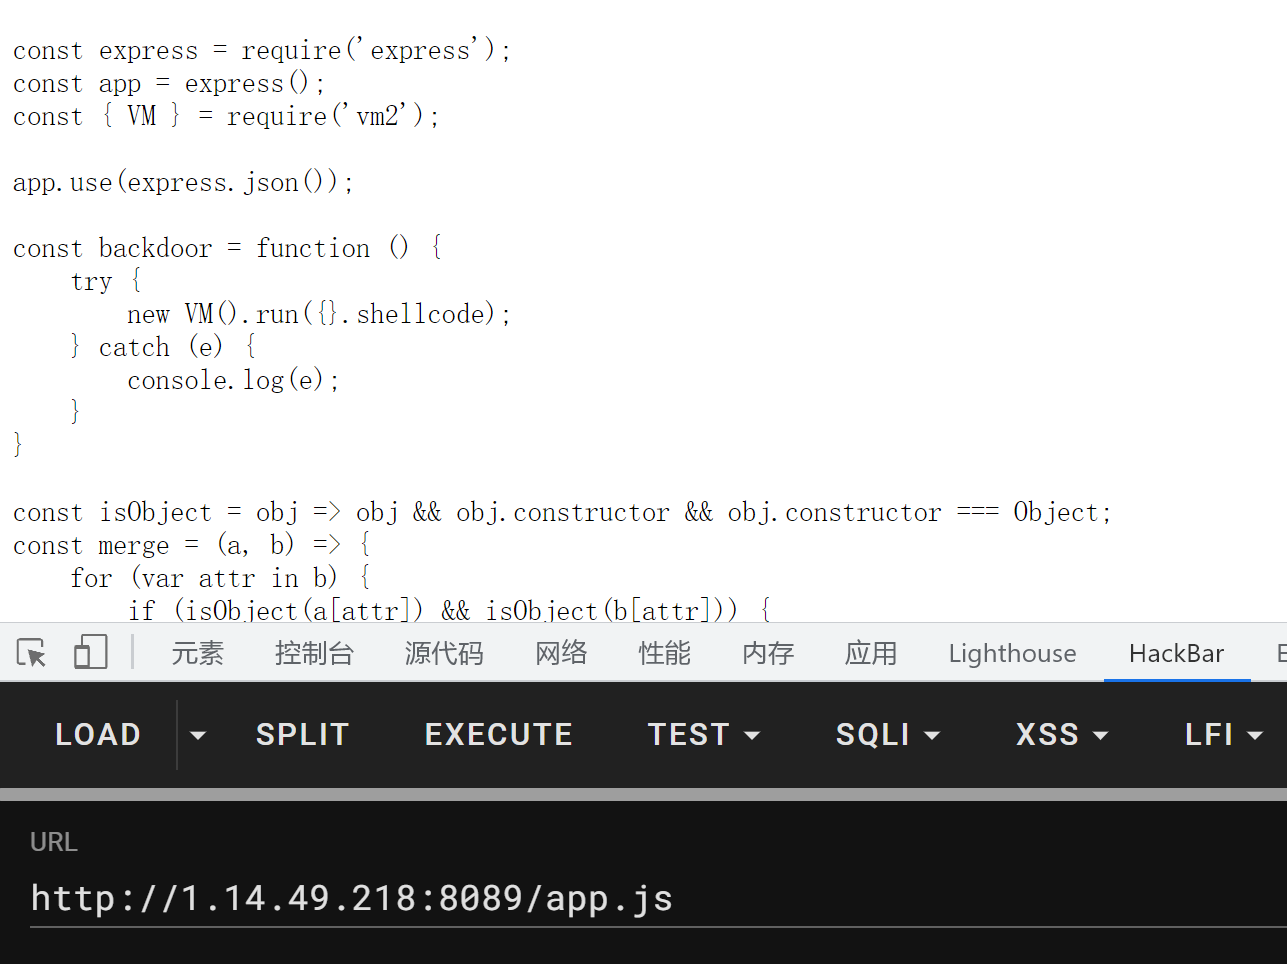 const express = require('express');
const app = express();
const { VM } = require('vm2');
app.use(express.json());
const backdoor = function () {
try {
new VM().run({}.shellcode);
} catch (e) {
console.log(e);
}
}
const isObject = obj => obj && obj.constructor && obj.constructor === Object;
const merge = (a, b) => {
for (var attr in b) {
if (isObject(a[attr]) && isObject(b[attr])) {
元素 控制台 源代码 网络 性能 内存 应用 Lighthouse HackBar
LOAD SPLIT EXECUTE TEST SQLI XSS LFI
URL
http://1.14.49.218:8089/app.js